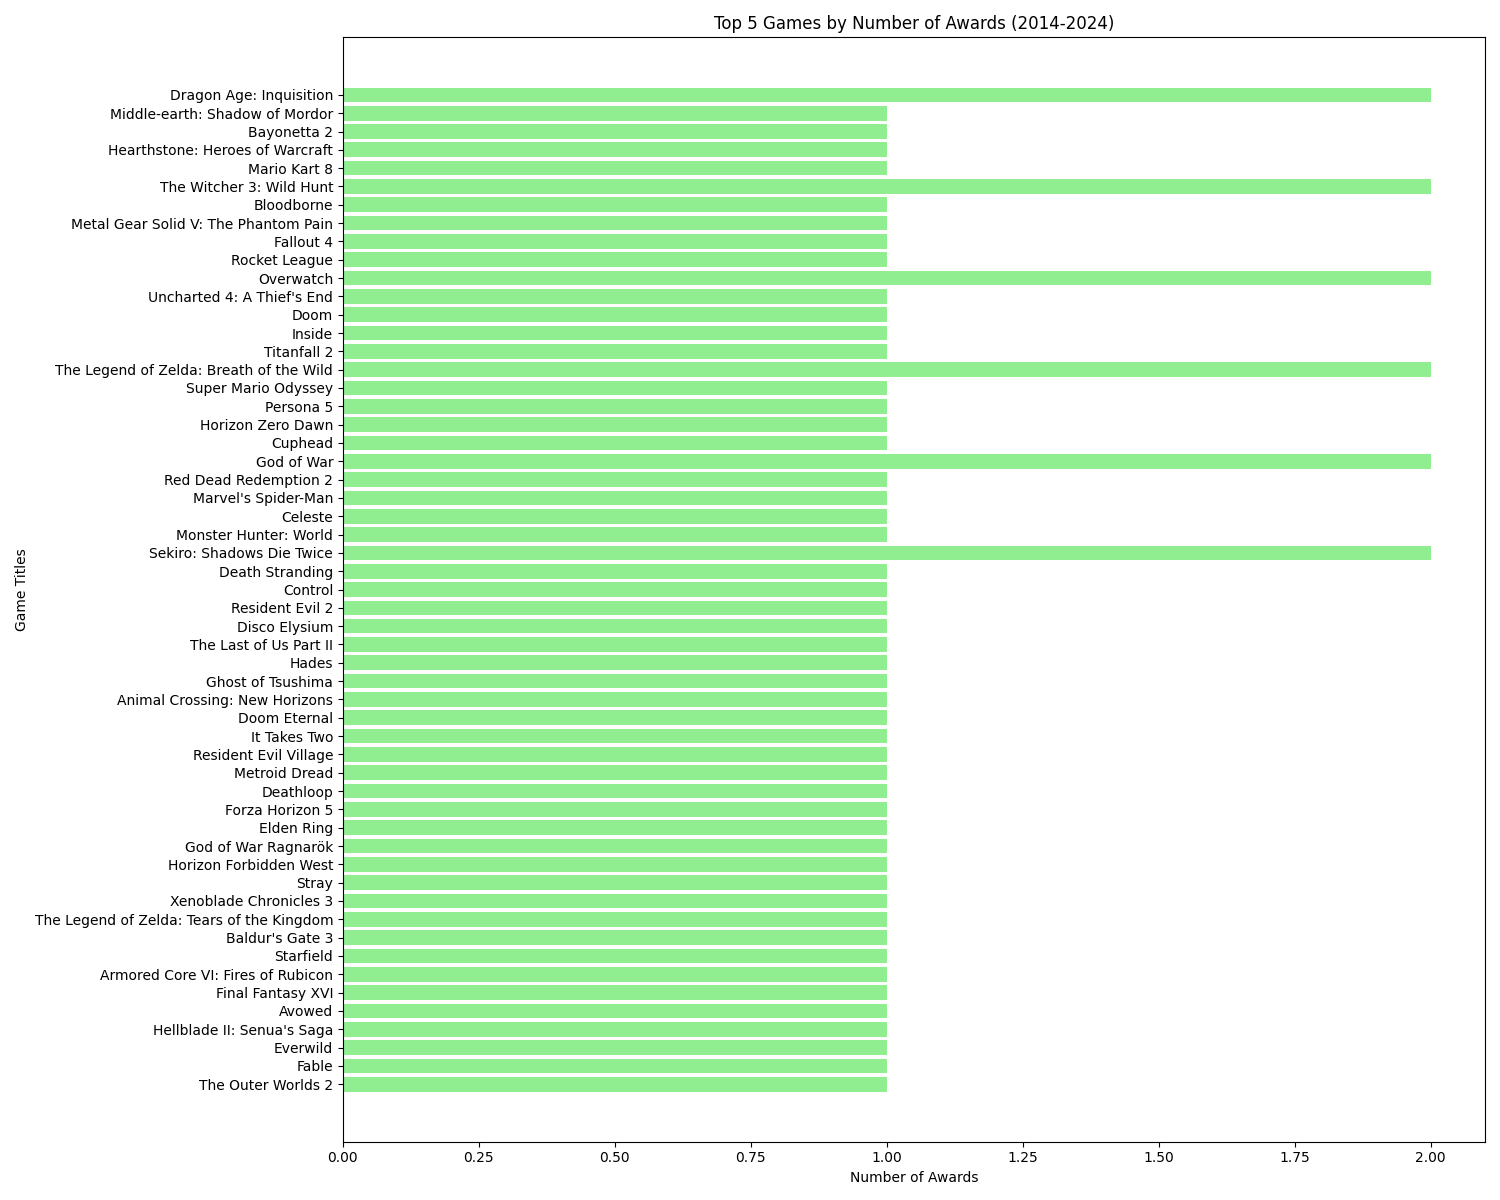 Top 5 Games by Number of Awards (2014-2024)
Dragon Age: Inquisition
Middle-earth: Shadow of Mordor
Bayonetta 2
Hearthstone: Heroes of Warcraft
Mario Kart 8
The Witcher 3: Wild Hunt
Bloodborne
Metal Gear Solid V: The Phantom Pain
Fallout 4
Rocket League
Overwatch
Uncharted 4: A Thief's End
Doom
Inside
Titanfall 2
The Legend of Zelda: Breath of the Wild
Super Mario Odyssey
Persona 5
Horizon Zero Dawn
Cuphead
God of War
Red Dead Redemption 2
Marvel's Spider-Man
Celeste
Monster Hunter: World
Sekiro: Shadows Die Twice
Death Stranding
Control
Resident Evil 2
Disco Elysium
The Last of Us Part II
Hades
Ghost of Tsushima
Animal Crossing: New Horizons
Doom Eternal
It Takes Two
Resident Evil Village
Metroid Dread
Deathloop
Forza Horizon 5
Elden Ring
God of War Ragnarök
Horizon Forbidden West
Stray
Xenoblade Chronicles 3
The Legend of Zelda: Tears of the Kingdom
Baldur's Gate 3
Starfield
Armored Core VI: Fires of Rubicon
Final Fantasy XVI
Avowed
Hellblade II: Senua's Saga
Everwild
Fable
The Outer Worlds 2
Game Titles
0.00 0.25 0.50 0.75 1.00 1.25 1.50 1.75 2.00
Number of Awards